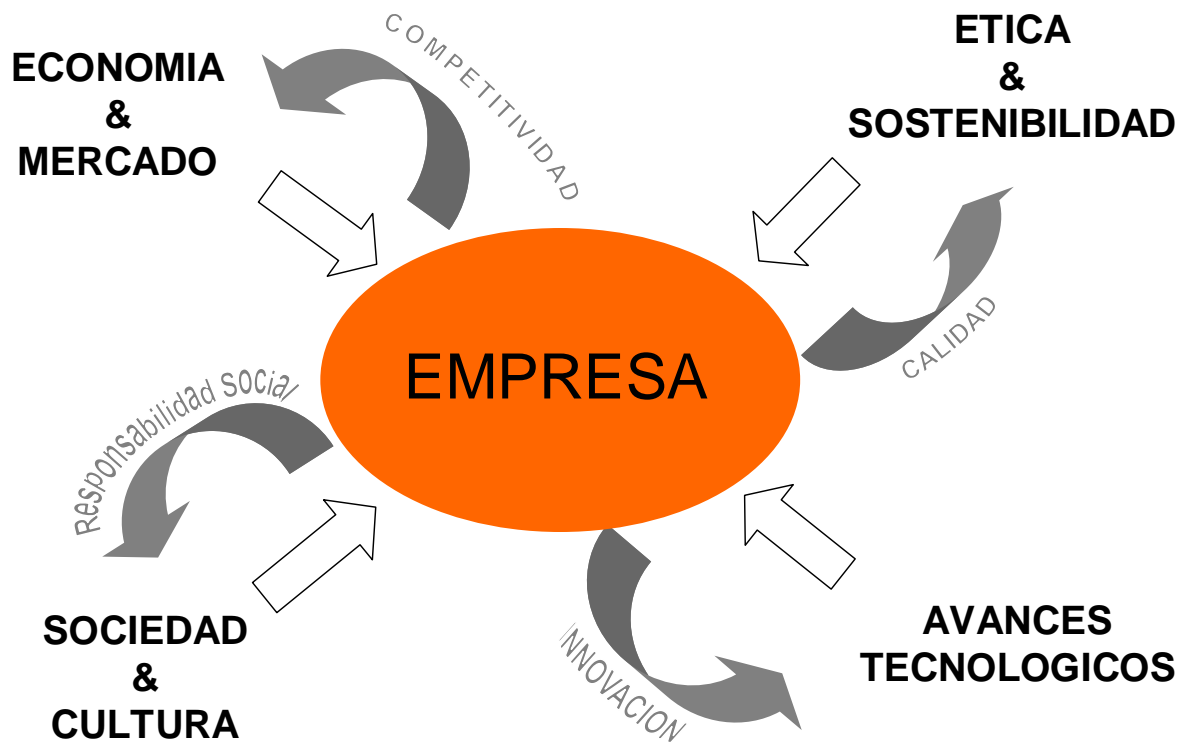 ECONOMIA
&
MERCADO
COMPETITIVIDAD
ETICA
&
SOSTENIBILIDAD
CALIDAD
EMPRESA
Responsabilidad Social
SOCIEDAD
&
CULTURA
INNOVACION
AVANCES
TECNOLOGICOS